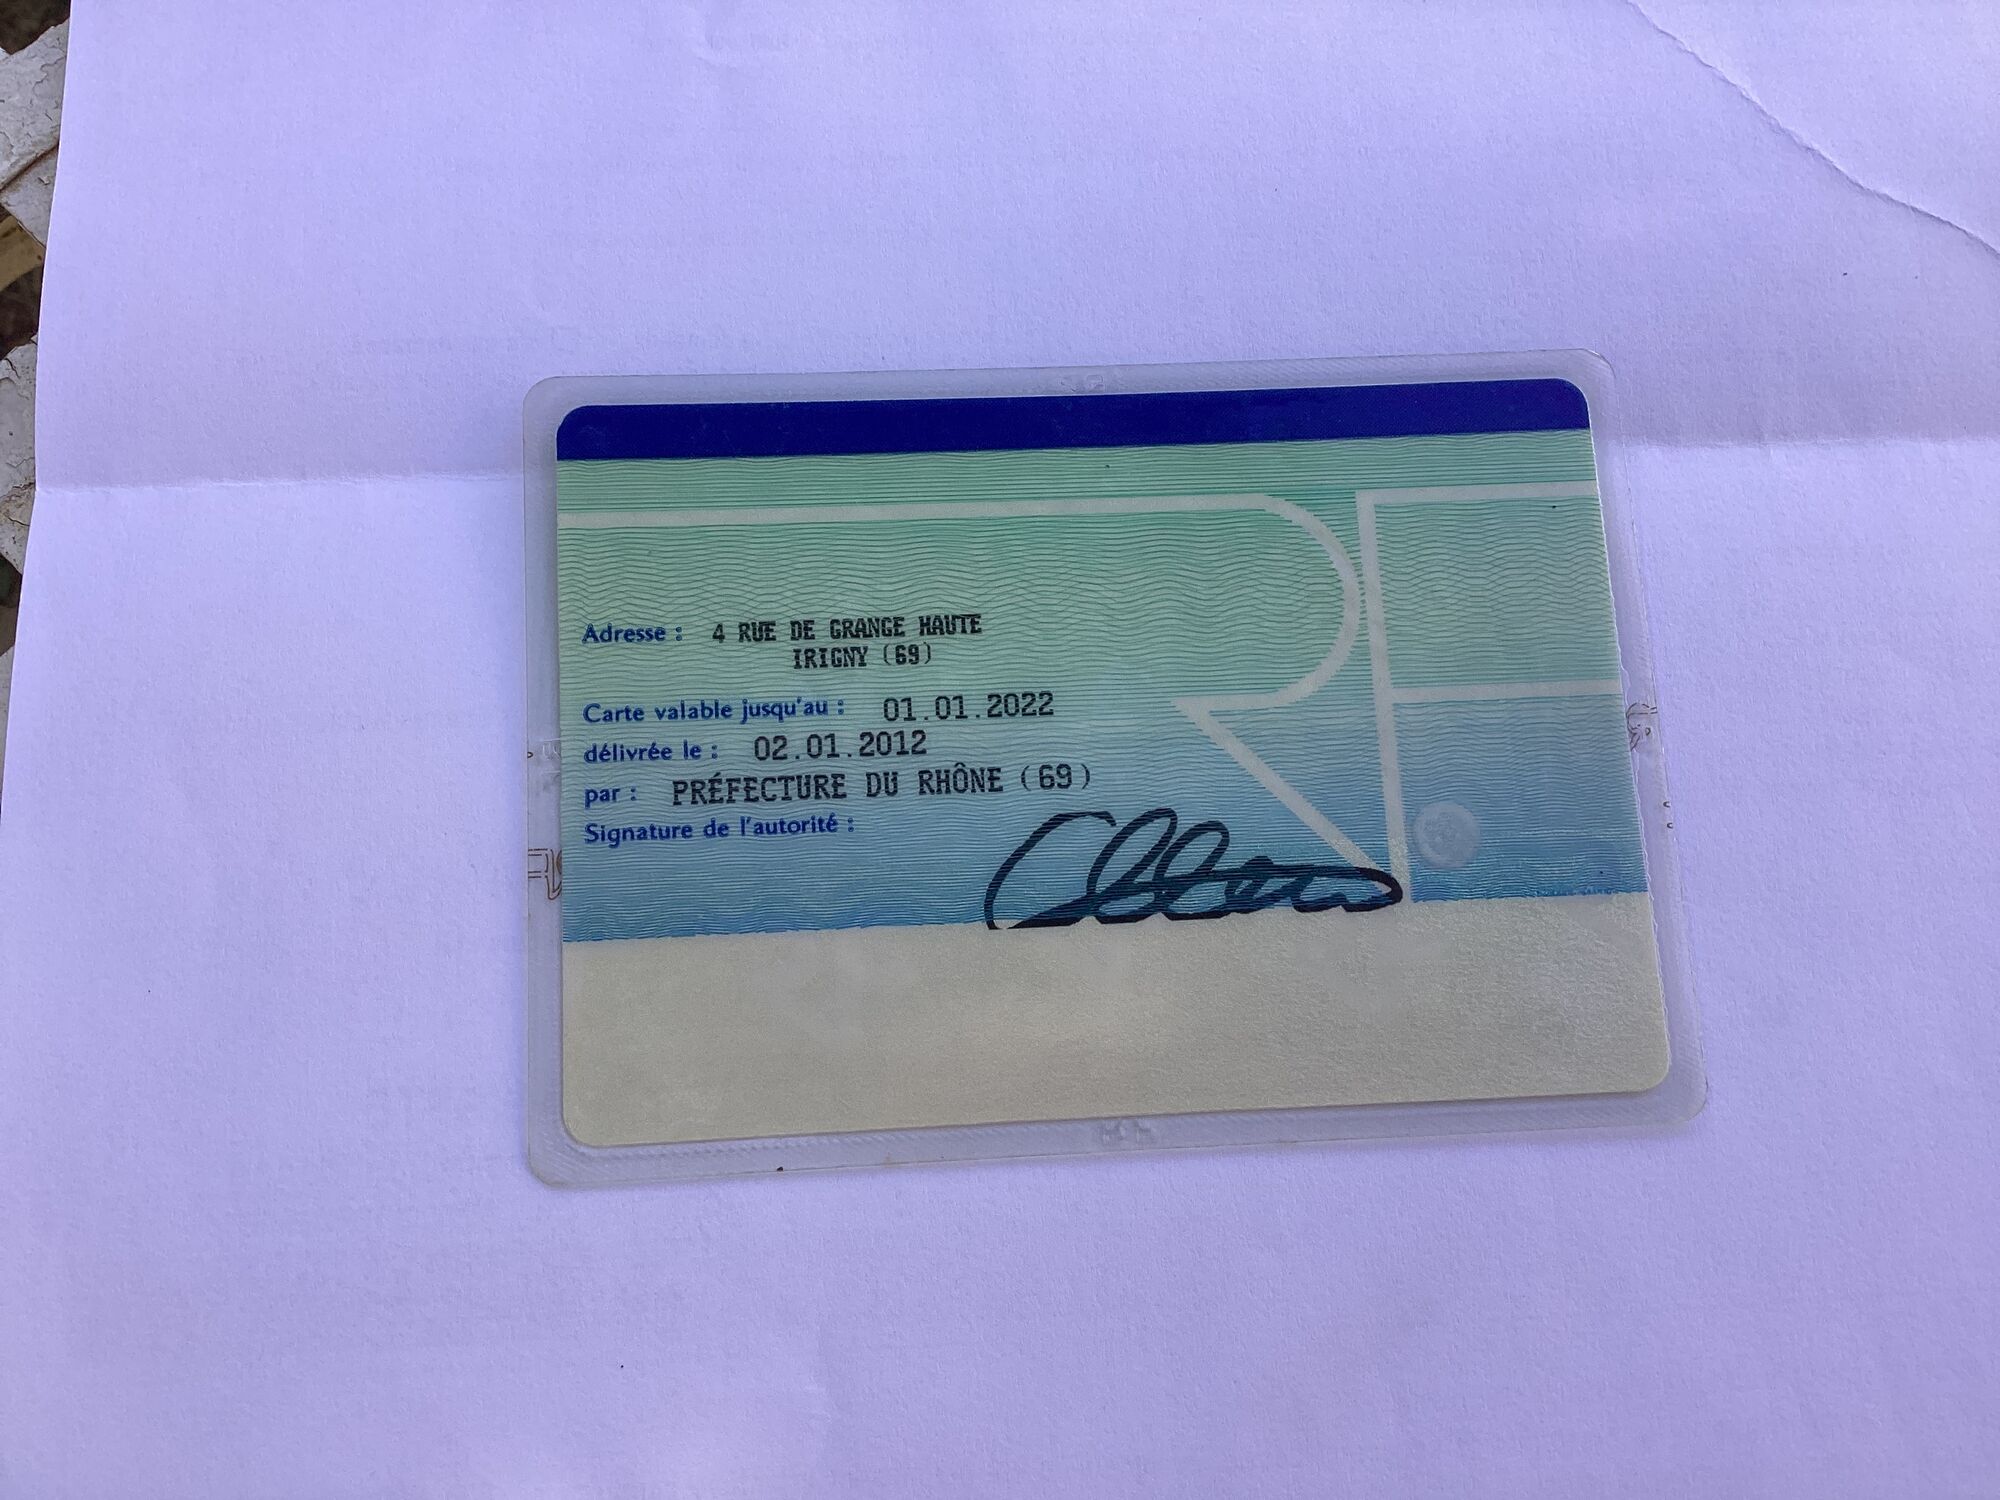 Adresse : 4 RUE DE GRANGE HAUTE
IRIGNY (69)
Carte valable jusqu'au : 01.01.2022
délivrée le : 02.01.2012
par : PRÉFECTURE DU RHÔNE (69)
Signature de l'autorité :
RF